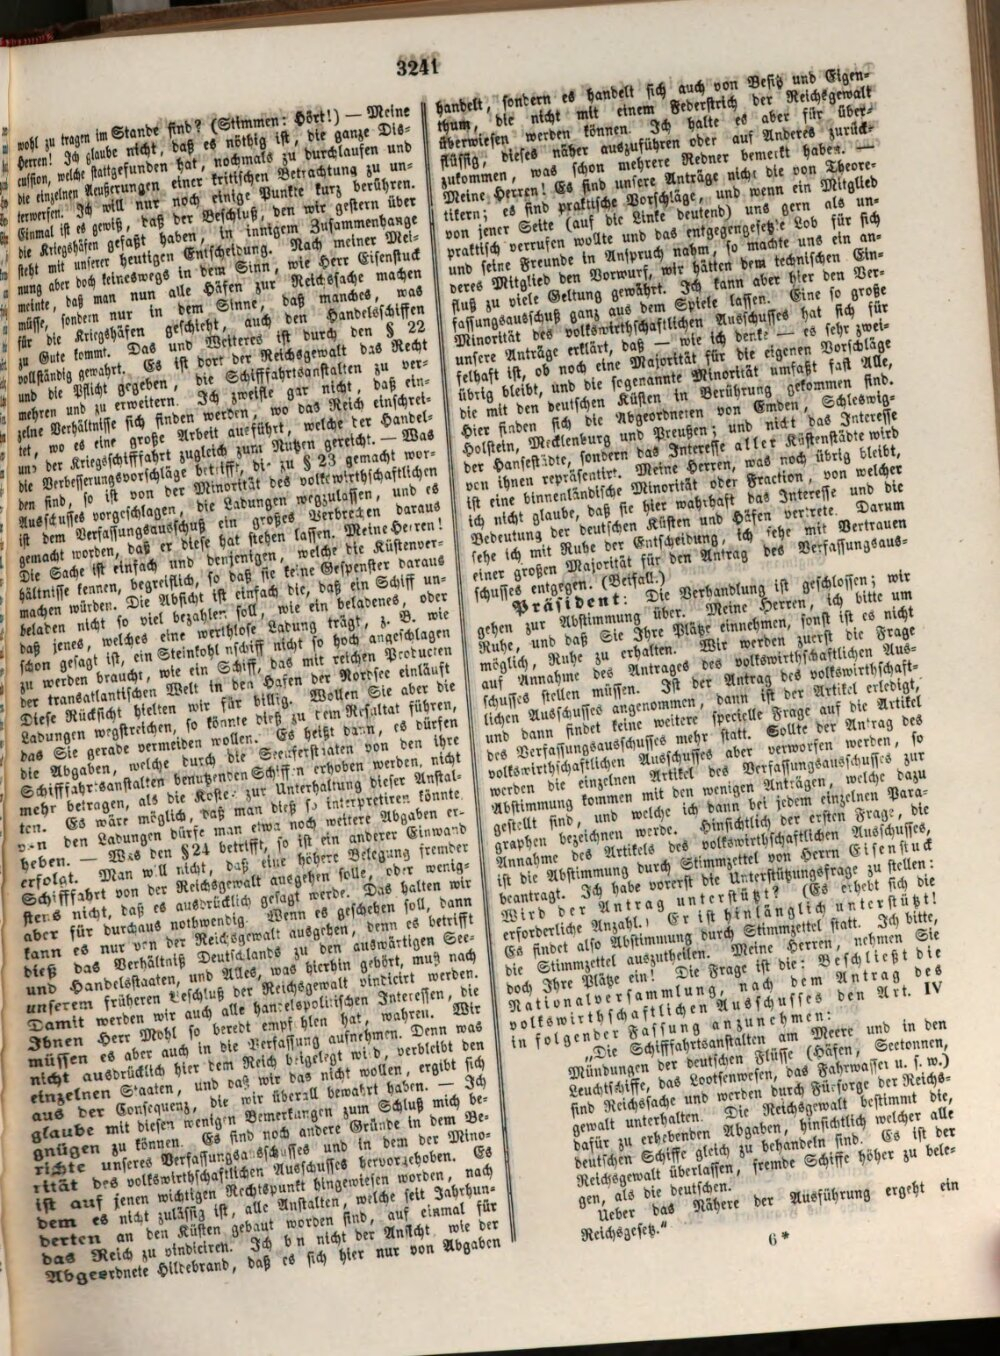 3241
wohl zu tragen im Stande sind? (Stimmen: Hört!) — Meine
Herren! Ich glaube nicht, daß es nöthig ist, die ganze Dis-
cussion, welche stattgefunden hat, nochmals zu durchlaufen und
die einzelnen Aeußerungen einer kritischen Betrachtung zu un-
terwerfen. Ich will nur noch einige Punkte kurz berühren.
Einmal ist es gewiß, daß der Beschluß, den wir gestern über
die Kriegshäfen gefaßt haben, in innigem Zusammenhange
steht mit unserer heutigen Entscheidung. Nach meiner Mei-
nung aber doch keineswegs in dem Sinn, wie Herr Eisenstuck
meinte, daß man nun alle Häfen zur Reichssache machen
müsse, sondern nur in dem Sinne, daß manches, was
für die Kriegshäfen geschieht, auch den Handelsschiffen
zu Gute kommt. Das und Weiteres ist durch den § 22
vollständig gewahrt. Es ist dort der Reichsgewalt das Recht
und die Pflicht gegeben, die Schifffahrtsanstalten zu ver-
mehren und zu erweitern. Ich zweifle gar nicht, daß ein-
zelne Verhältnisse sich finden werden, wo das Reich einschrei-
tet, wo es eine große Arbeit ausführt, welche der Handel-
und der Kriegsschifffahrt zugleich zum Nutzen gereicht. — Was
die Verbesserungsvorschläge betrifft, die zu § 23 gemacht wor-
den sind, so ist von der Minorität des volkswirthschaftlichen
Ausschusses vorgeschlagen, die Ladungen wegzulassen, und es
ist dem Verfassungsausschuß ein großes Verbrechen daraus
gemacht worden, daß er diese hat stehen lassen. Meine Herren!
Die Sache ist einfach und denjenigen, welche die Küstenver-
hältnisse kennen, begreiflich, so daß sie keine Gespenster daraus
machen würden. Die Absicht ist einfach die, daß ein Schiff un-
beladen nicht so viel bezahlen soll, wie ein beladenes, oder
daß jenes, welches eine werthlose Ladung trägt, z. B. wie
schon gesagt ist, ein Steinkohlenschiff nicht so hoch angeschlagen
zu werden braucht, wie ein Schiff, das mit reichen Producten
der transatlantischen Welt in den Hafen der Nordsee einläuft
Diese Rücksicht hielten wir für billig. Wollen Sie aber die
Ladungen wegstreichen, so könnte dieß zu dem Resultat führen,
das Sie gerade vermeiden wollen. Es heißt dann, es dürfen
die Abgaben, welche durch die Seeuferstaaten von den ihre
Schifffahrtsanstalten benutzenden Schiffen erhoben werden, nicht
mehr betragen, als die Kosten zur Unterhaltung dieser Anstal-
ten. Es wäre möglich, daß man dieß so interpretiren könnte
von den Ladungen dürfe man etwa noch weitere Abgaben er-
heben. — Was den § 24 betrifft, so ist ein anderer Einwand
erfolgt. Man will nicht, daß eine höhere Belegung fremder
Schifffahrt von der Reichsgewalt ausgehen solle, oder wenig-
stens nicht, daß es ausdrücklich gesagt werde. Das halten wir
aber für durchaus nothwendig. Wenn es geschehen soll, dann
kann es nur von der Reichsgewalt ausgehen, denn es betrifft
dieß das Verhältniß Deutschlands zu den auswärtigen See-
und Handelsstaaten, und Alles, was hierhin gehört, muß nach
unserem früheren Beschluß der Reichsgewalt vindicirt werden.
Damit werden wir auch alle handelspolitischen Interessen, die
Ihnen Herr Mohl so beredt empfohlen hat, wahren. Wir
müssen es aber auch in die Verfassung aufnehmen. Denn was
nicht ausdrücklich hier dem Reich beigelegt wird, verbleibt den
einzelnen Staaten, und daß wir das nicht wollen, ergibt sich
aus der Consequenz, die wir überall bewahrt haben. — Ich
glaube mit diesen wenigen Bemerkungen zum Schluß mich be-
gnügen zu können. Es sind noch andere Gründe in dem Be-
richte unseres Verfassungsausschusses und in dem der Mino-
rität des volkswirthschaftlichen Ausschusses hervorgehoben. Es
ist auf jenen wichtigen Rechtspunkt hingewiesen worden, nach
dem es nicht zulässig ist, alle Anstalten, welche seit Jahrhun-
derten an den Küsten gebaut worden sind, auf einmal für
das Reich zu vindiciren. Ich bin nicht der Ansicht, wie der
Abgeordnete Hildebrand, daß es sich hier nur von Abgaben
handelt, sondern es handelt sich auch von Besitz und Eigen-
thum, die nicht mit einem Federstrich der Reichsgewalt
überwiesen werden können. Ich halte es aber für über-
flüssig, dieses näher auszuführen oder auf Anderes zurück-
zukommen, was schon mehrere Redner bemerkt haben. —
Meine Herren! Es sind unsere Anträge nicht die von Theore-
tikern; es sind praktische Vorschläge, und wenn ein Mitglied
von jener Seite (auf die Linke deutend) uns gern als un-
praktisch verrufen wollte und das entgegengesetzte Lob für sich
und seine Freunde in Anspruch nahm, so machte uns ein an-
deres Mitglied den Vorwurf, wir hätten dem technischen Ein-
fluß zu viele Geltung gewährt. Ich kann aber hier den Ver-
fassungsausschuß ganz aus dem Spiele lassen. Eine so große
Minorität des volkswirthschaftlichen Ausschusses hat sich für
unsere Anträge erklärt, daß — wie ich denke — es sehr zwei-
felhaft ist, ob noch eine Majorität für die eigenen Vorschläge
übrig bleibt, und die sogenannte Minorität umfaßt fast Alle,
die mit den deutschen Küsten in Berührung gekommen sind.
Hier finden sich die Abgeordneten von Emden, Schleswig-
Holstein, Mecklenburg und Preußen; und nicht das Interesse
der Hansestädte, sondern das Interesse aller Küstenstädte wird
von ihnen repräsentirt. Meine Herren, was noch übrig bleibt,
ist eine binnenländische Minorität oder Fraction, von welcher
ich nicht glaube, daß sie hier wahrhaft das Interesse und die
Bedeutung der deutschen Küsten und Häfen vertrete. Darum
sehe ich mit Ruhe der Entscheidung, ich sehe mit Vertrauen
einer großen Majorität für den Antrag des Verfassungsaus-
schusses entgegen. (Beifall.)
Präsident: Die Verhandlung ist geschlossen; wir
gehen zur Abstimmung über. Meine Herren, ich bitte um
Ruhe, und daß Sie Ihre Plätze einnehmen, sonst ist es nicht
möglich, Ruhe zu erhalten. Wir werden zuerst die Frage
auf Annahme des Antrages des volkswirthschaftlichen Aus-
schusses stellen müssen. Ist der Antrag des volkswirthschaft-
lichen Ausschusses angenommen, dann ist der Artikel erledigt,
und dann findet keine weitere specielle Frage auf die Artikel
des Verfassungsausschusses mehr statt. Sollte der Antrag des
volkswirthschaftlichen Ausschusses aber verworfen werden, so
werden die einzelnen Artikel des Verfassungsausschusses zur
Abstimmung kommen mit den wenigen Anträgen, welche dazu
gestellt sind, und welche ich dann bei jedem einzelnen Para-
graphen bezeichnen werde. Hinsichtlich der ersten Frage, die
Annahme des Artikels des volkswirthschaftlichen Ausschusses,
ist die Abstimmung durch Stimmzettel von Herrn Eisenstuck
beantragt. Ich habe vorerst die Unterstützungsfrage zu stellen:
Wird der Antrag unterstützt? (Es erhebt sich die
erforderliche Anzahl.) Er ist hinlänglich unterstützt!
Es findet also Abstimmung durch Stimmzettel statt. Ich bitte,
die Stimmzettel auszutheilen. Meine Herren, nehmen Sie
doch Ihre Plätze ein! Die Frage ist die: Beschließt die
Nationalversammlung, nach dem Antrag des
volkswirthschaftlichen Ausschusses den Art. IV
in folgender Fassung anzunehmen:
„Die Schifffahrtsanstalten am Meere und in den
Mündungen der deutschen Flüsse (Häfen, Seetonnen,
Leuchtschiffe, das Lootsenwesen, das Fahrwasser u. s. w.)
sind Reichssache und werden durch Fürsorge der Reichs-
gewalt unterhalten. Die Reichsgewalt bestimmt die,
dafür zu erhebenden Abgaben, hinsichtlich welcher alle
deutschen Schiffe gleich zu behandeln sind. Es ist der
Reichsgewalt überlassen, fremde Schiffe höher zu bele-
gen, als die deutschen.
Ueber das Nähere der Ausführung ergeht ein
Reichsgesetz.“
6*